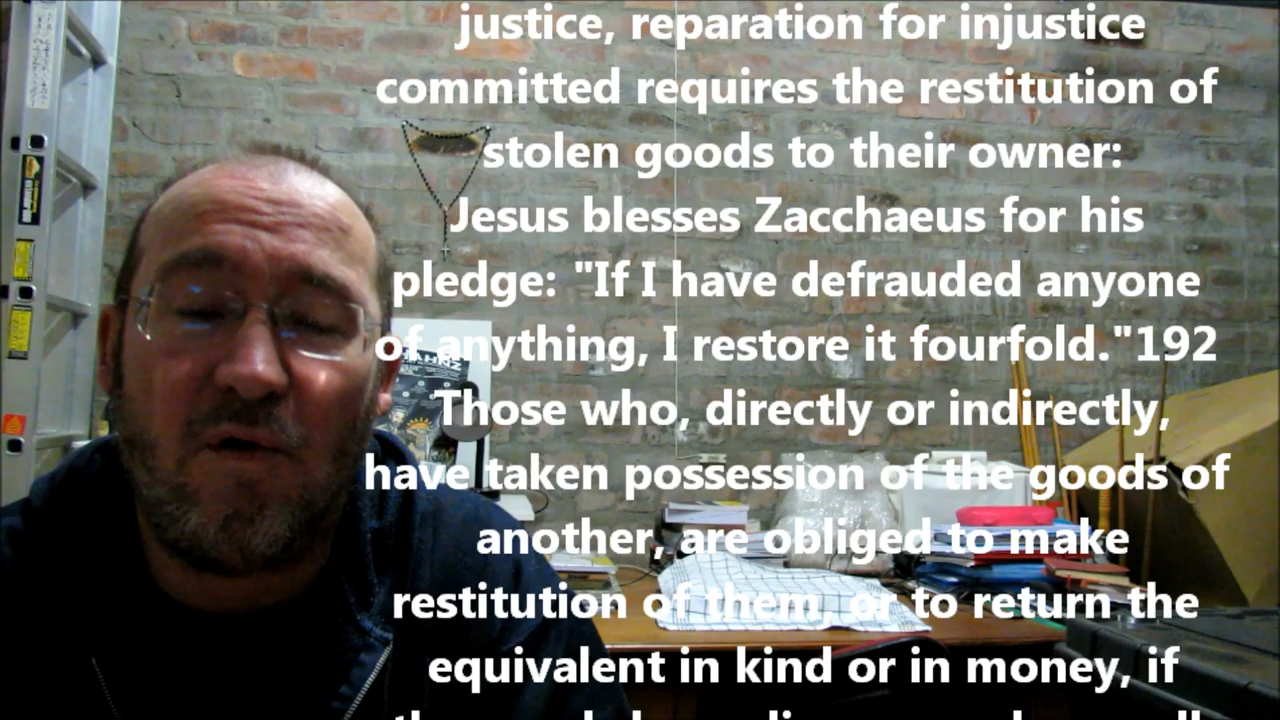 justice, reparation for injustice
committed requires the restitution of
stolen goods to their owner:
Jesus blesses Zacchaeus for his
pledge: "If I have defrauded anyone
of anything, I restore it fourfold."192
Those who, directly or indirectly,
have taken possession of the goods of
another, are obliged to make
restitution of them, or to return the
equivalent in kind or in money, if